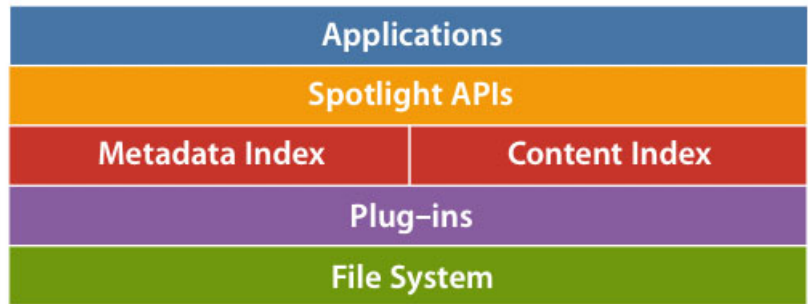 Applications
Spotlight APIs
Metadata Index Content Index
Plug–ins
File System